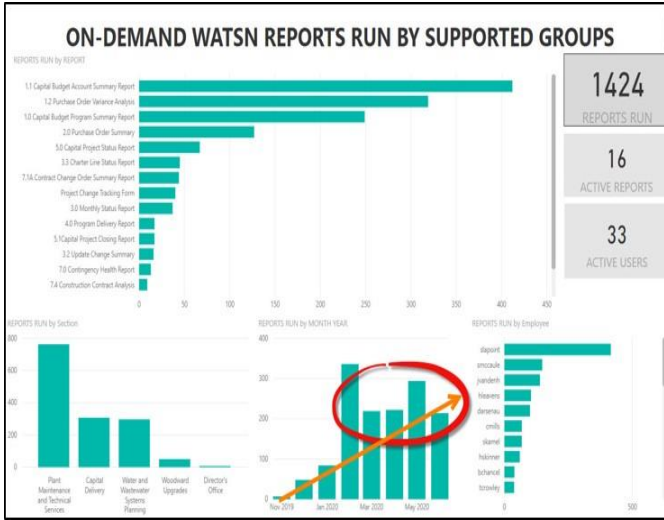 ON-DEMAND WATSN REPORTS RUN BY SUPPORTED GROUPS
REPORTS RUN by REPORT
1.1 Capital Budget Account Summary Report
1.2 Purchase Order Variance Analysis
1.0 Capital Budget Program Summary Report
2.0 Purchase Order Summary
5.0 Capital Project Status Report
3.3 Charter Line Status Report
7.1A Contract Change Order Summary Report
Project Change Tracking Form
3.0 Monthly Status Report
4.0 Program Delivery Report
5.1Capital Project Closing Report
3.2 Update Change Summary
7.0 Contingency Health Report
7.4 Construction Contract Analysis
0 50 100 150 200 250 300 350 400 450
1424
REPORTS RUN
16
ACTIVE REPORTS
33
ACTIVE USERS
REPORTS RUN by Section
800
600
400
200
0
Plant Capital Water and Woodward Director's
Maintenance Delivery Wastewater Upgrades Office
and Technical Systems
Services Planning
REPORTS RUN by MONTH YEAR
400
300
200
100
0
Nov 2019 Jan 2020 Mar 2020 May 2020
REPORTS RUN by Employee
dapoint
smccaule
jvandenh
hleavens
darsenau
cmills
skamel
hskinner
bchancel
tcrowley
0 500